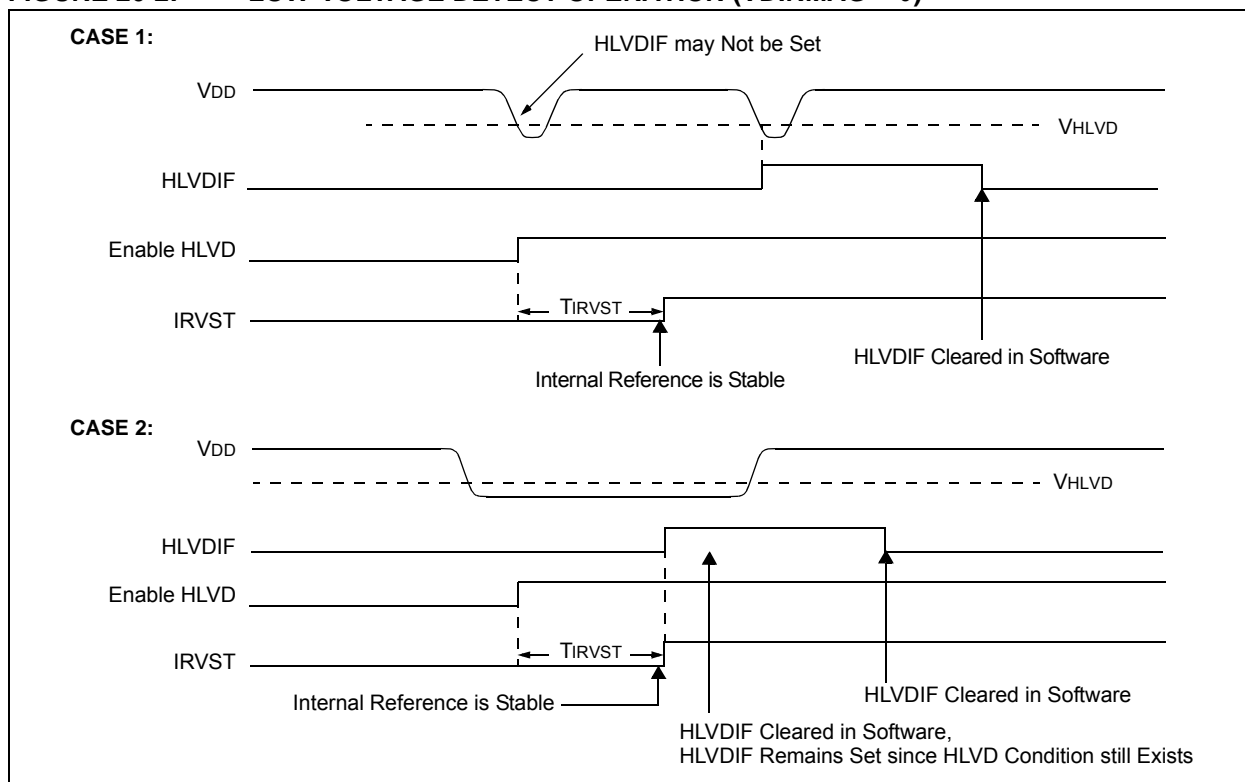 CASE 1:
HLVDIF may Not be Set
VDD
VHLVD
HLVDIF
Enable HLVD
TIRVST
IRVST
HLVDIF Cleared in Software
Internal Reference is Stable
CASE 2:
VDD
VHLVD
HLVDIF
Enable HLVD
TIRVST
IRVST
Internal Reference is Stable
HLVDIF Cleared in Software
HLVDIF Cleared in Software,
HLVDIF Remains Set since HLVD Condition still Exists